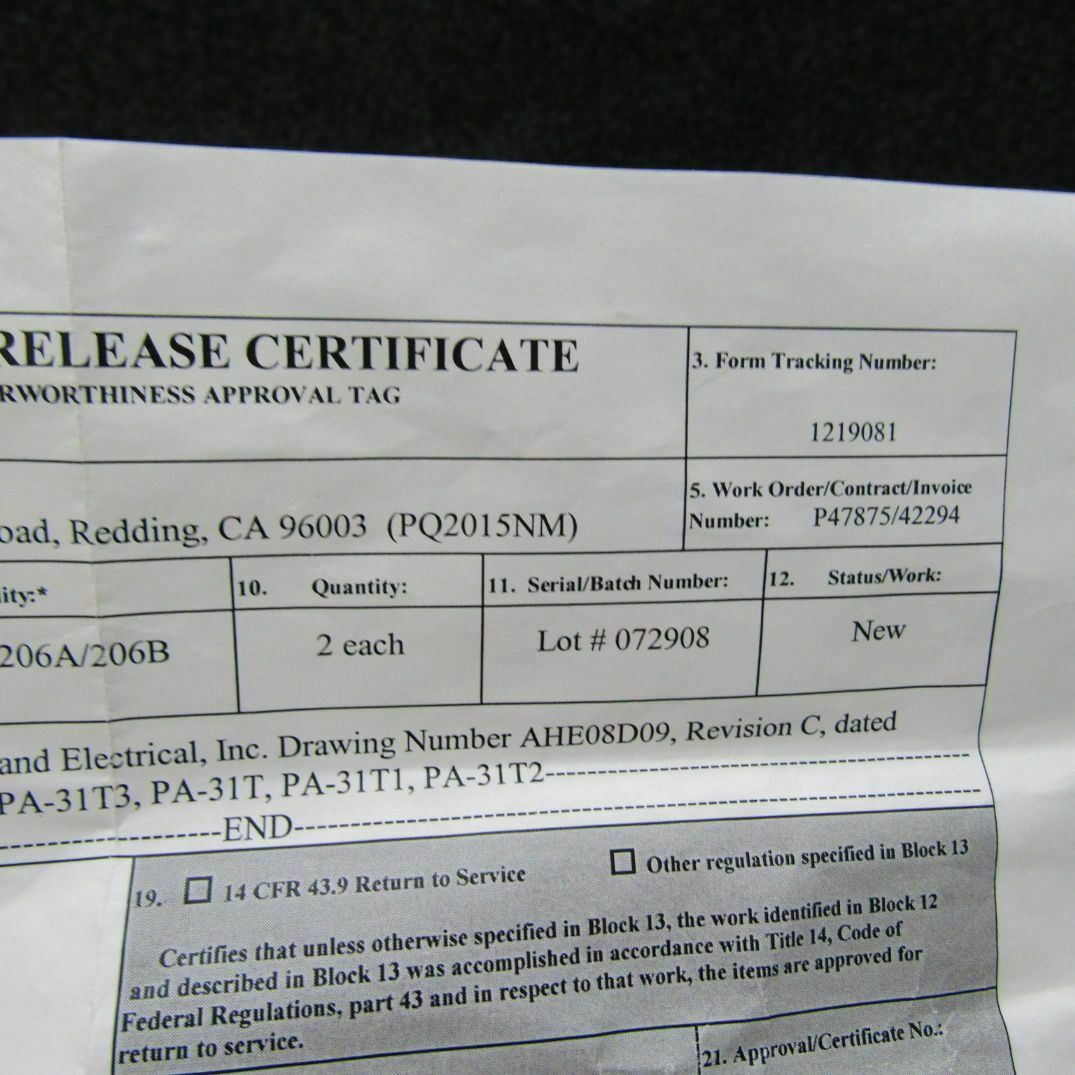 RELEASE CERTIFICATE
RWORTHINESS APPROVAL TAG
3. Form Tracking Number:
1219081
oad, Redding, CA 96003 (PQ2015NM)
5. Work Order/Contract/Invoice
Number: P47875/42294
ity:* 10. Quantity: 11. Serial/Batch Number: 12. Status/Work:
206A/206B 2 each Lot # 072908 New
and Electrical, Inc. Drawing Number AHE08D09, Revision C, dated
PA-31T3, PA-31T, PA-31T1, PA-31T2--------------------------------------------
----------------------END----------------------------------------------------------------
19. ☐ 14 CFR 43.9 Return to Service ☐ Other regulation specified in Block 13
Certifies that unless otherwise specified in Block 13, the work identified in Block 12
and described in Block 13 was accomplished in accordance with Title 14, Code of
Federal Regulations, part 43 and in respect to that work, the items are approved for
return to service.
21. Approval/Certificate No.: